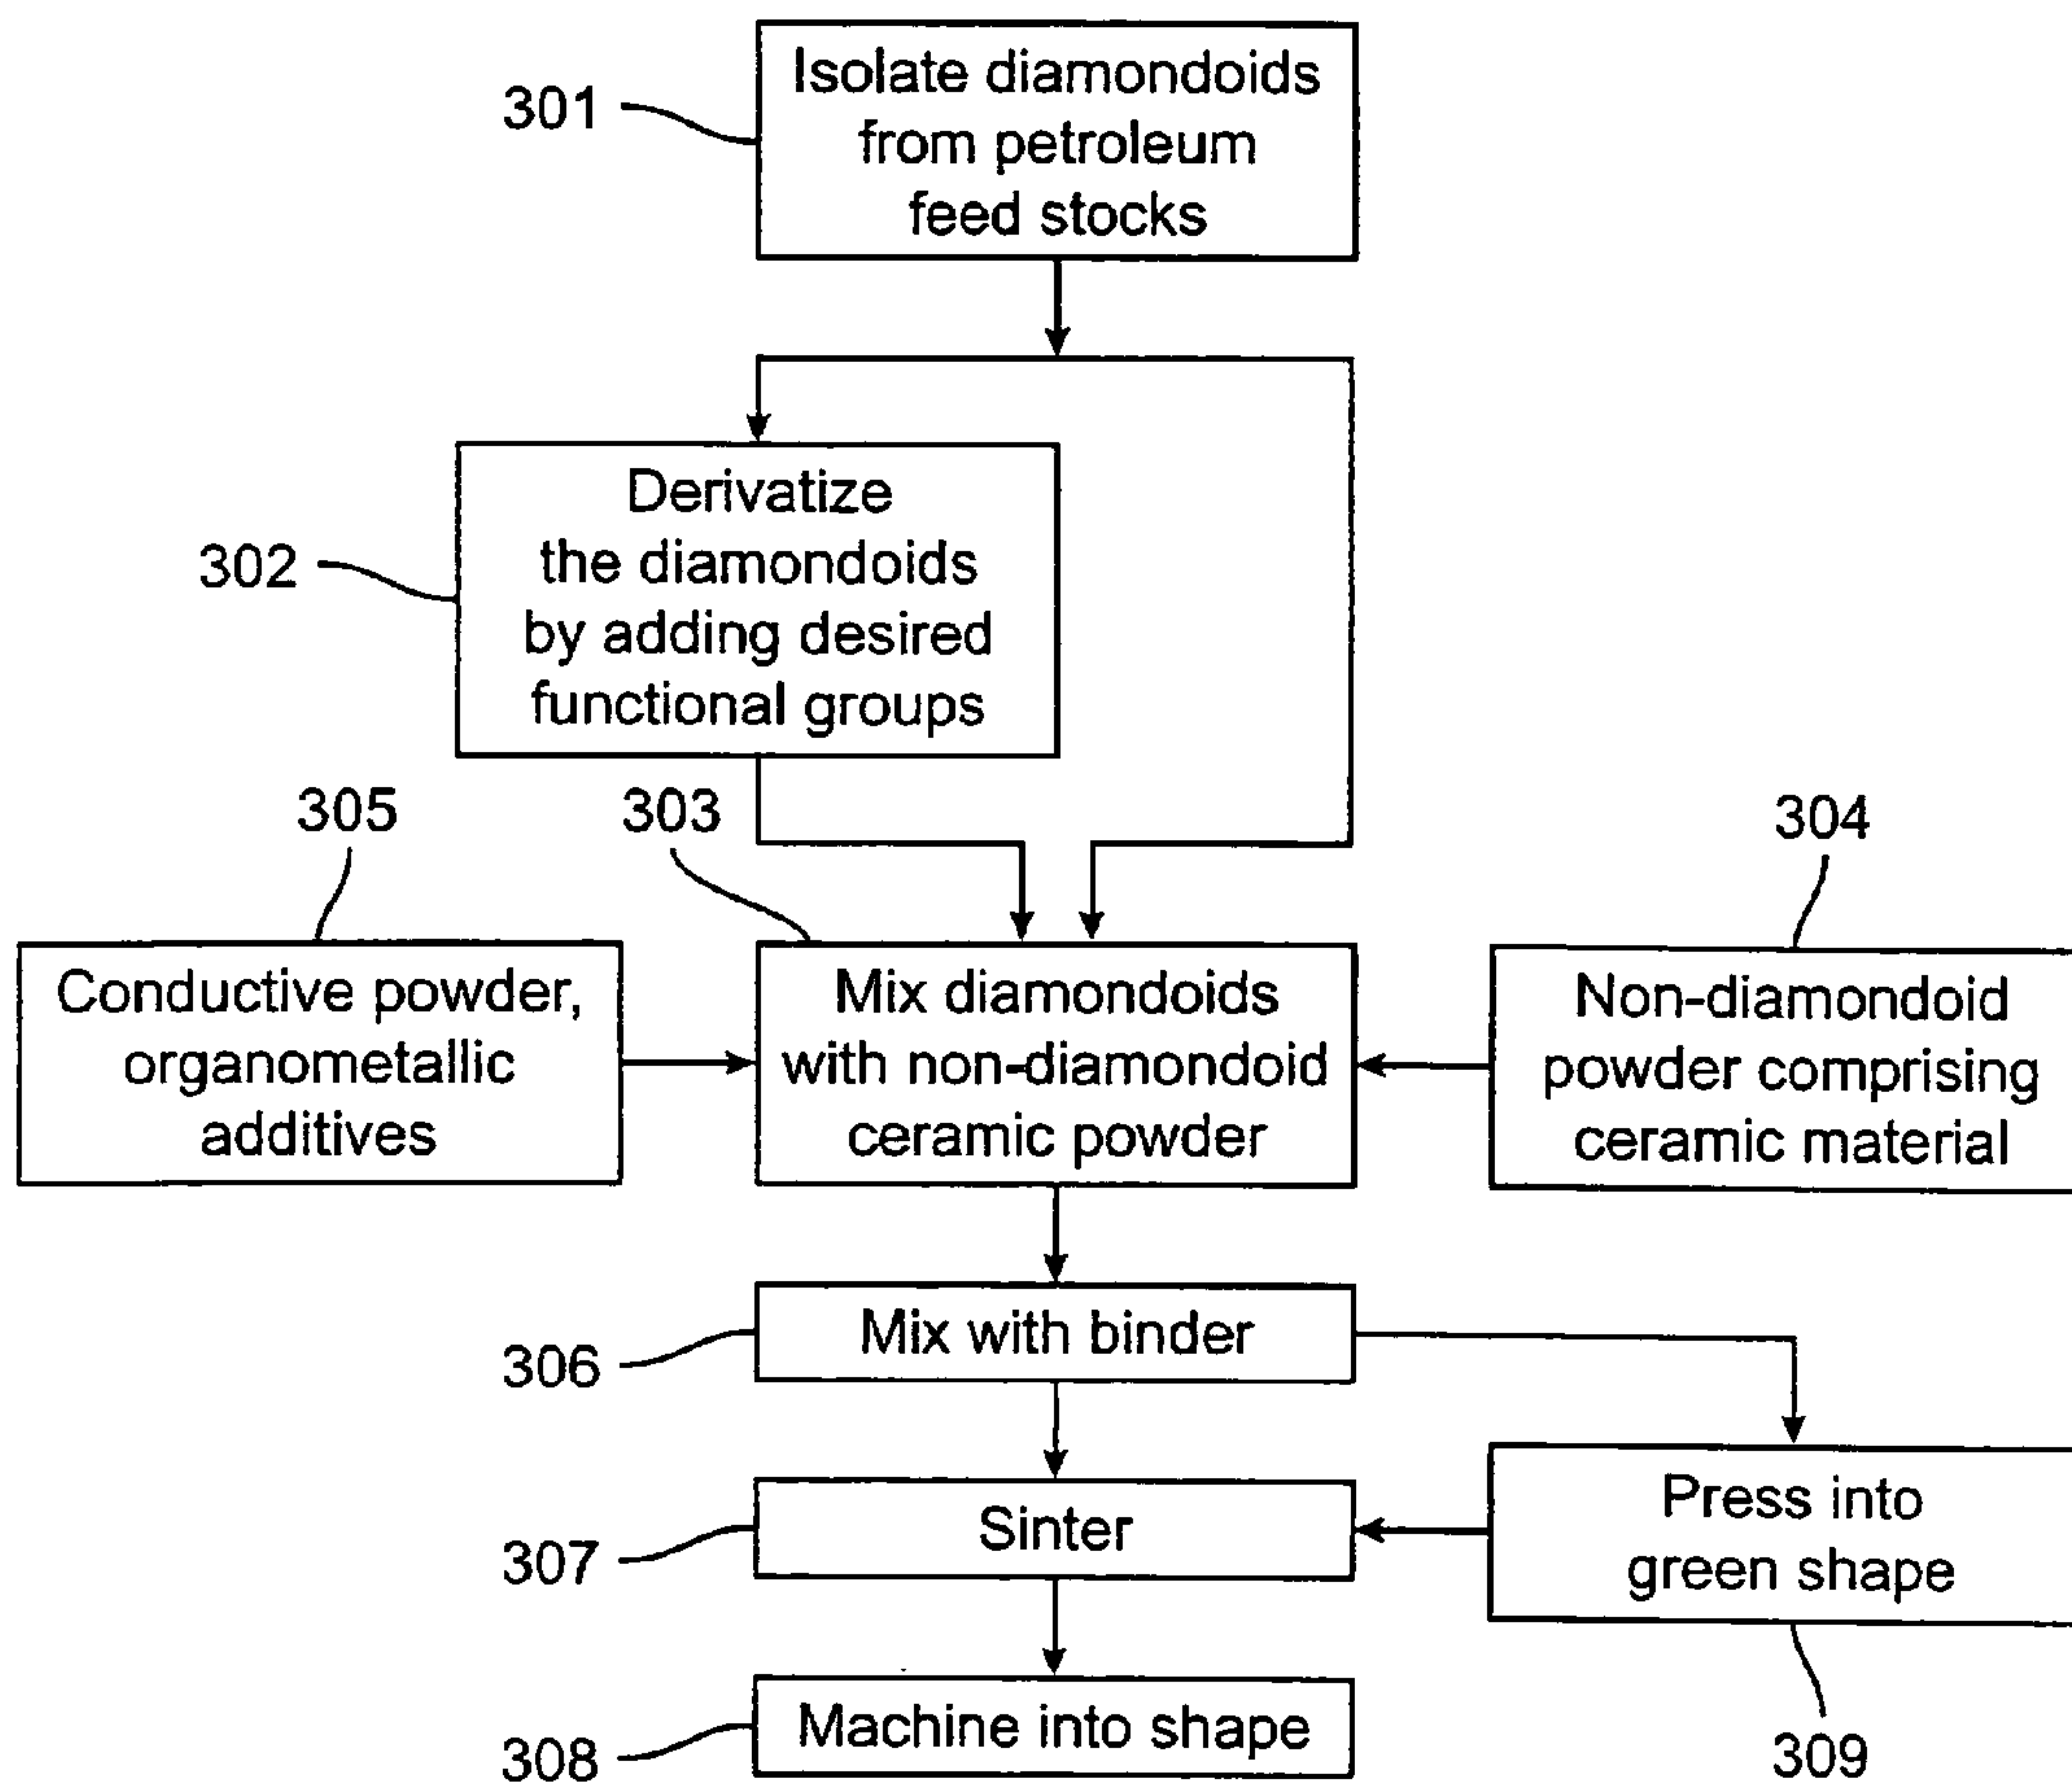 301
Isolate diamondoids
from petroleum
feed stocks
302
Derivatize
the diamondoids
by adding desired
functional groups
305
303
304
Conductive powder,
organometallic
additives
Mix diamondoids
with non-diamondoid
ceramic powder
Non-diamondoid
powder comprising
ceramic material
306
Mix with binder
307
Sinter
Press into
green shape
308
Machine into shape
309